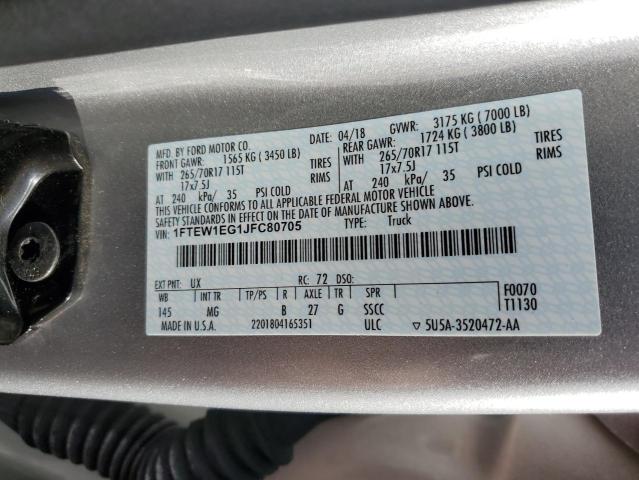 MFD. BY FORD MOTOR CO. DATE: 04/18 GVWR: 3175 KG ( 7000 LB)
FRONT GAWR: 1565 KG ( 3450 LB) REAR GAWR: 1724 KG ( 3800 LB)
WITH 265/70R17 115T TIRES WITH 265/70R17 115T TIRES
17x7.5J RIMS 17x7.5J RIMS
AT 240 kPa/ 35 PSI COLD AT 240 kPa/ 35 PSI COLD
THIS VEHICLE CONFORMS TO ALL APPLICABLE FEDERAL MOTOR VEHICLE
SAFETY STANDARDS IN EFFECT ON THE DATE OF MANUFACTURE SHOWN ABOVE.
VIN: 1FTEW1EG1JFC80705 TYPE: Truck
EXT PNT: UX RC: 72 DSO: F0070
WB INT TR TP/PS R AXLE TR SPR T1130
145 MG B 27 G SSCC
MADE IN U.S.A. 2201804165351 ULC ▽ 5U5A-3520472-AA